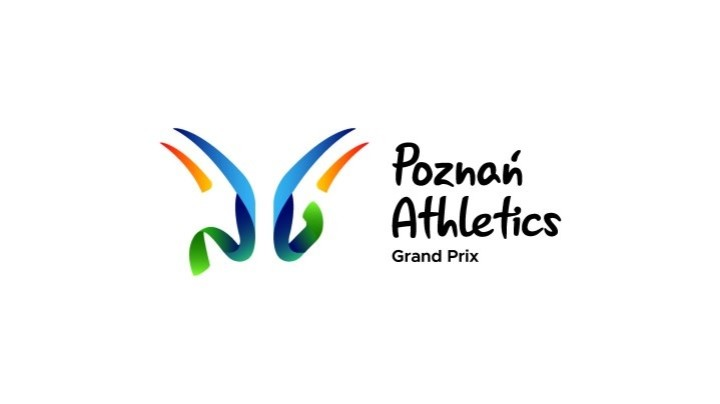 Poznań
Athletics
Grand Prix